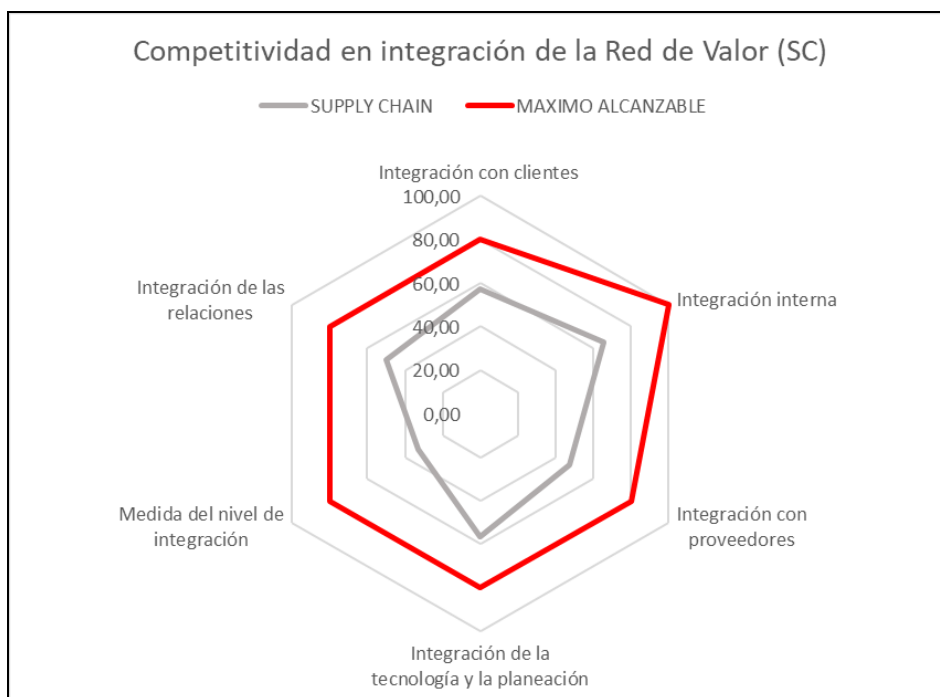 Competitividad en integración de la Red de Valor (SC)
SUPPLY CHAIN
MAXIMO ALCANZABLE
Integración con clientes
100,00
80,00
60,00
40,00
20,00
0,00
Integración interna
Integración con
proveedores
Integración de la
tecnología y la planeación
Medida del nivel de
integración
Integración de las
relaciones